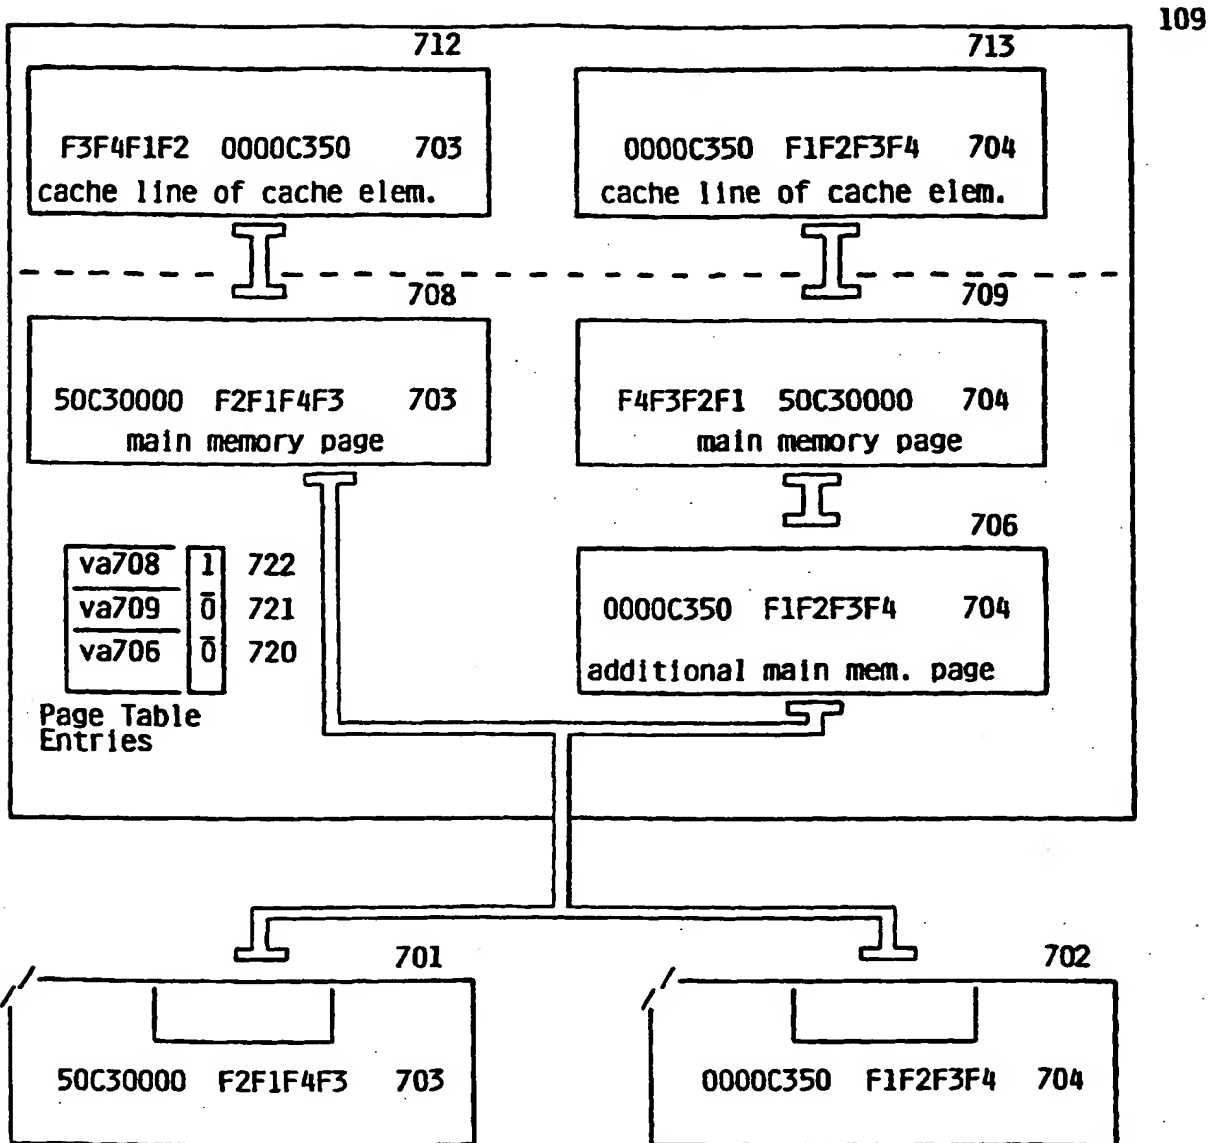 109
712
713
F3F4F1F2 0000C350 703
cache line of cache elem.
0000C350 F1F2F3F4 704
cache line of cache elem.
708
709
50C30000 F2F1F4F3 703
main memory page
F4F3F2F1 50C30000 704
main memory page
706
va708 1 722
va709 0 721
va706 0 720
Page Table
Entries
0000C350 F1F2F3F4 704
additional main mem. page
701
702
50C30000 F2F1F4F3 703
0000C350 F1F2F3F4 704